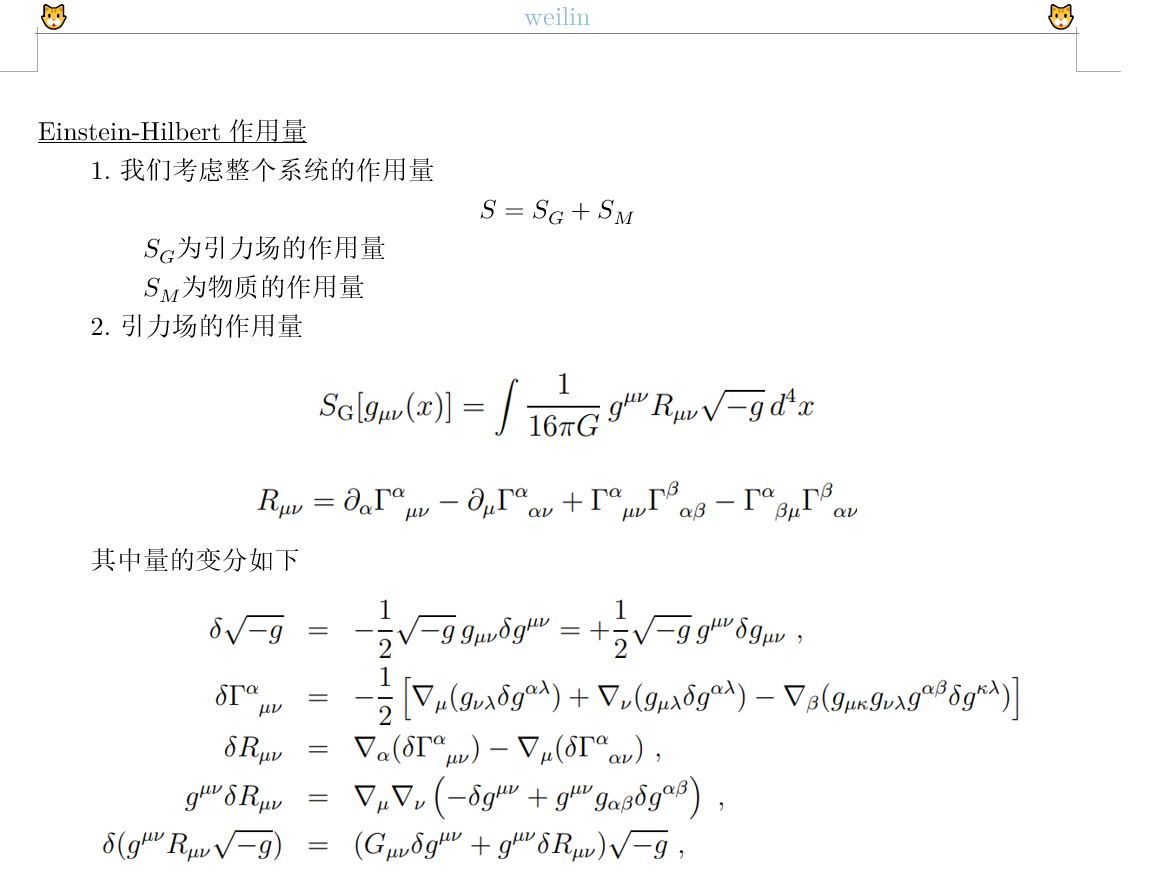 weilin
Einstein-Hilbert 作用量
1. 我们考虑整个系统的作用量
$S = S_G + S_M$
$S_G$为引力场的作用量
$S_M$为物质的作用量
2. 引力场的作用量
$S_{\mathrm{G}}[g_{\mu\nu}(x)] = \int \frac{1}{16\pi G} \, g^{\mu\nu} R_{\mu\nu} \sqrt{-g} \, d^4x$
$R_{\mu\nu} = \partial_\alpha \Gamma^\alpha{}_{\mu\nu} - \partial_\mu \Gamma^\alpha{}_{\alpha\nu} + \Gamma^\alpha{}_{\mu\nu} \Gamma^\beta{}_{\alpha\beta} - \Gamma^\alpha{}_{\beta\mu} \Gamma^\beta{}_{\alpha\nu}$
其中量的变分如下
$\delta\sqrt{-g} = -\frac{1}{2}\sqrt{-g} \, g_{\mu\nu} \delta g^{\mu\nu} = +\frac{1}{2}\sqrt{-g} \, g^{\mu\nu} \delta g_{\mu\nu} \ ,$
$\delta\Gamma^\alpha{}_{\mu\nu} = -\frac{1}{2}\left[\nabla_\mu(g_{\nu\lambda}\delta g^{\alpha\lambda}) + \nabla_\nu(g_{\mu\lambda}\delta g^{\alpha\lambda}) - \nabla_\beta(g_{\mu\kappa}g_{\nu\lambda}g^{\alpha\beta}\delta g^{\kappa\lambda})\right]$
$\delta R_{\mu\nu} = \nabla_\alpha(\delta\Gamma^\alpha{}_{\mu\nu}) - \nabla_\mu(\delta\Gamma^\alpha{}_{\alpha\nu}) \ ,$
$g^{\mu\nu}\delta R_{\mu\nu} = \nabla_\mu\nabla_\nu\left(-\delta g^{\mu\nu} + g^{\mu\nu}g_{\alpha\beta}\delta g^{\alpha\beta}\right) \ ,$
$\delta(g^{\mu\nu}R_{\mu\nu}\sqrt{-g}) = (G_{\mu\nu}\delta g^{\mu\nu} + g^{\mu\nu}\delta R_{\mu\nu})\sqrt{-g} \ ,$